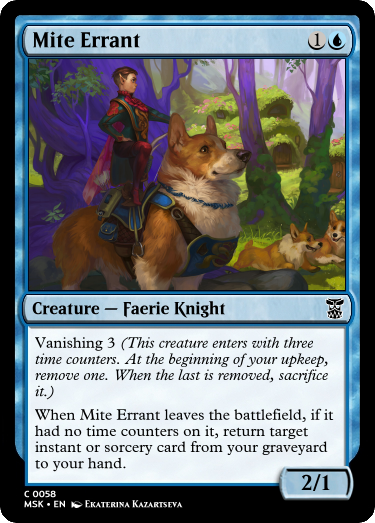 Mite Errant 1
Creature — Faerie Knight
Vanishing 3 (This creature enters with three
time counters. At the beginning of your upkeep,
remove one. When the last is removed, sacrifice
it.)
When Mite Errant leaves the battlefield, if it
had no time counters on it, return target
instant or sorcery card from your graveyard
to your hand.
2/1
C 0058
MSK • EN Ekaterina Kazartseva